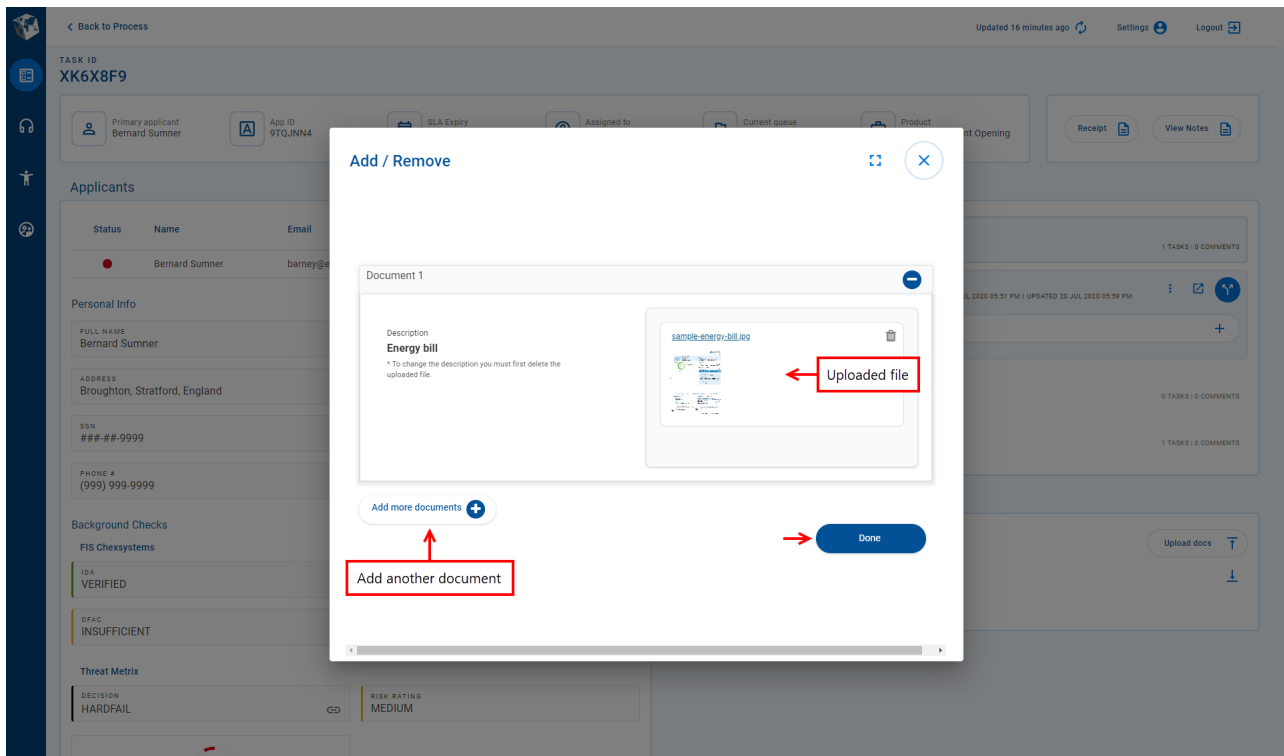 Back to Process
Updated 16 minutes ago
Settings
Logout
TASK ID
XK6X8F9
Primary applicant
Bernard Sumner
App ID
9TQJNN4
SLA Expiry
Assigned to
Current queue
Product
nt Opening
Receipt
View Notes
Add / Remove
Applicants
Status Name Email
Bernard Sumner barney@e
1 TASKS | 0 COMMENTS
Document 1
Personal Info
JUL 2020 05:51 PM | UPDATED 20 JUL 2020 05:59 PM
FULL NAME
Bernard Sumner
Description
Energy bill
* To change the description you must first delete the
uploaded file.
sample-energy-bill.jpg
Uploaded file
ADDRESS
Broughton, Stratford, England
0 TASKS | 0 COMMENTS
SSN
###-##-9999
1 TASKS | 0 COMMENTS
PHONE #
(999) 999-9999
Add more documents
Background Checks
FIS Chexsystems
Done
Upload docs
Add another document
IDA
VERIFIED
OFAC
INSUFFICIENT
Threat Metrix
DECISION
HARDFAIL
RISK RATING
MEDIUM